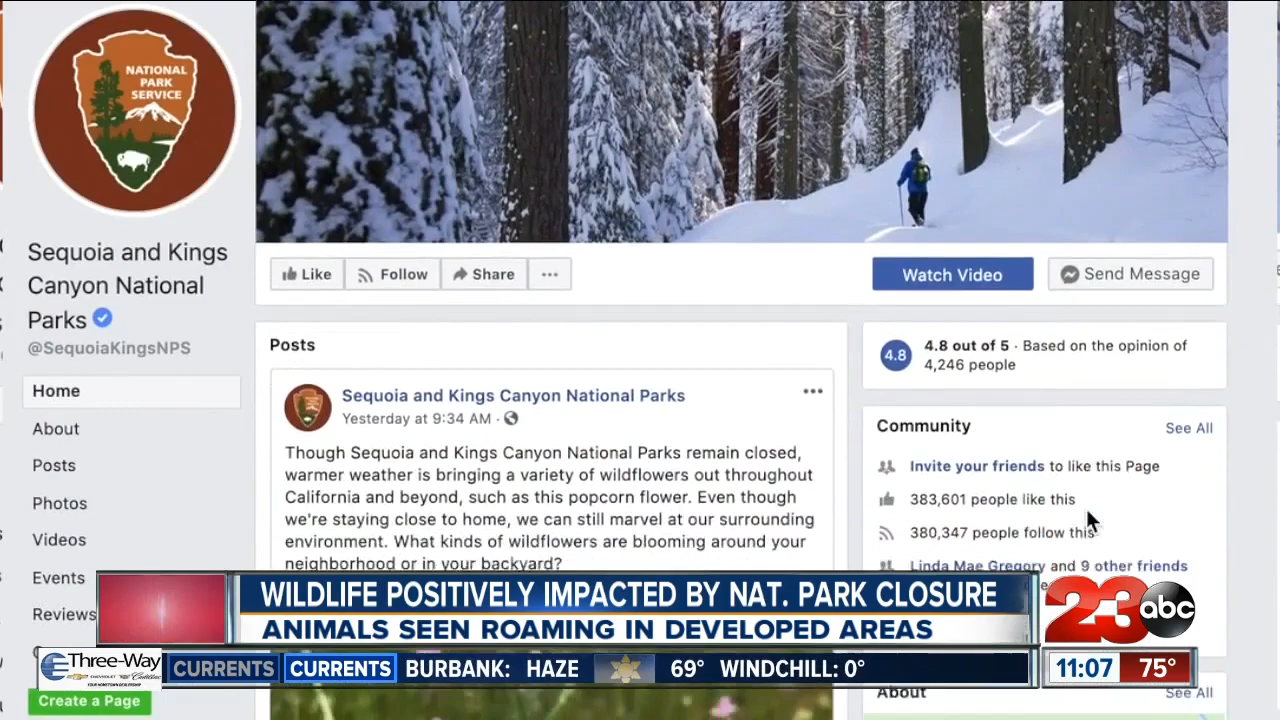 NATIONAL
PARK
SERVICE
Sequoia and Kings
Canyon National
Parks
@SequoiaKingsNPS
Home
About
Posts
Photos
Videos
Events
Reviews
Create a Page
Like
Follow
Share
Watch Video
Send Message
Posts
Sequoia and Kings Canyon National Parks
Yesterday at 9:34 AM ·
Though Sequoia and Kings Canyon National Parks remain closed,
warmer weather is bringing a variety of wildflowers out throughout
California and beyond, such as this popcorn flower. Even though
we're staying close to home, we can still marvel at our surrounding
environment. What kinds of wildflowers are blooming around your
neighborhood or in your backyard?
4.8
4.8 out of 5 · Based on the opinion of
4,246 people
Community
See All
Invite your friends to like this Page
383,601 people like this
380,347 people follow this
Linda Mae Gregory and 9 other friends
About
See All
WILDLIFE POSITIVELY IMPACTED BY NAT. PARK CLOSURE
ANIMALS SEEN ROAMING IN DEVELOPED AREAS
23 abc
Three-Way
CHEVROLET Cadillac
YOUR HOMETOWN DEALERSHIP
CURRENTS
CURRENTS
BURBANK: HAZE 69° WINDCHILL: 0°
11:07 75°